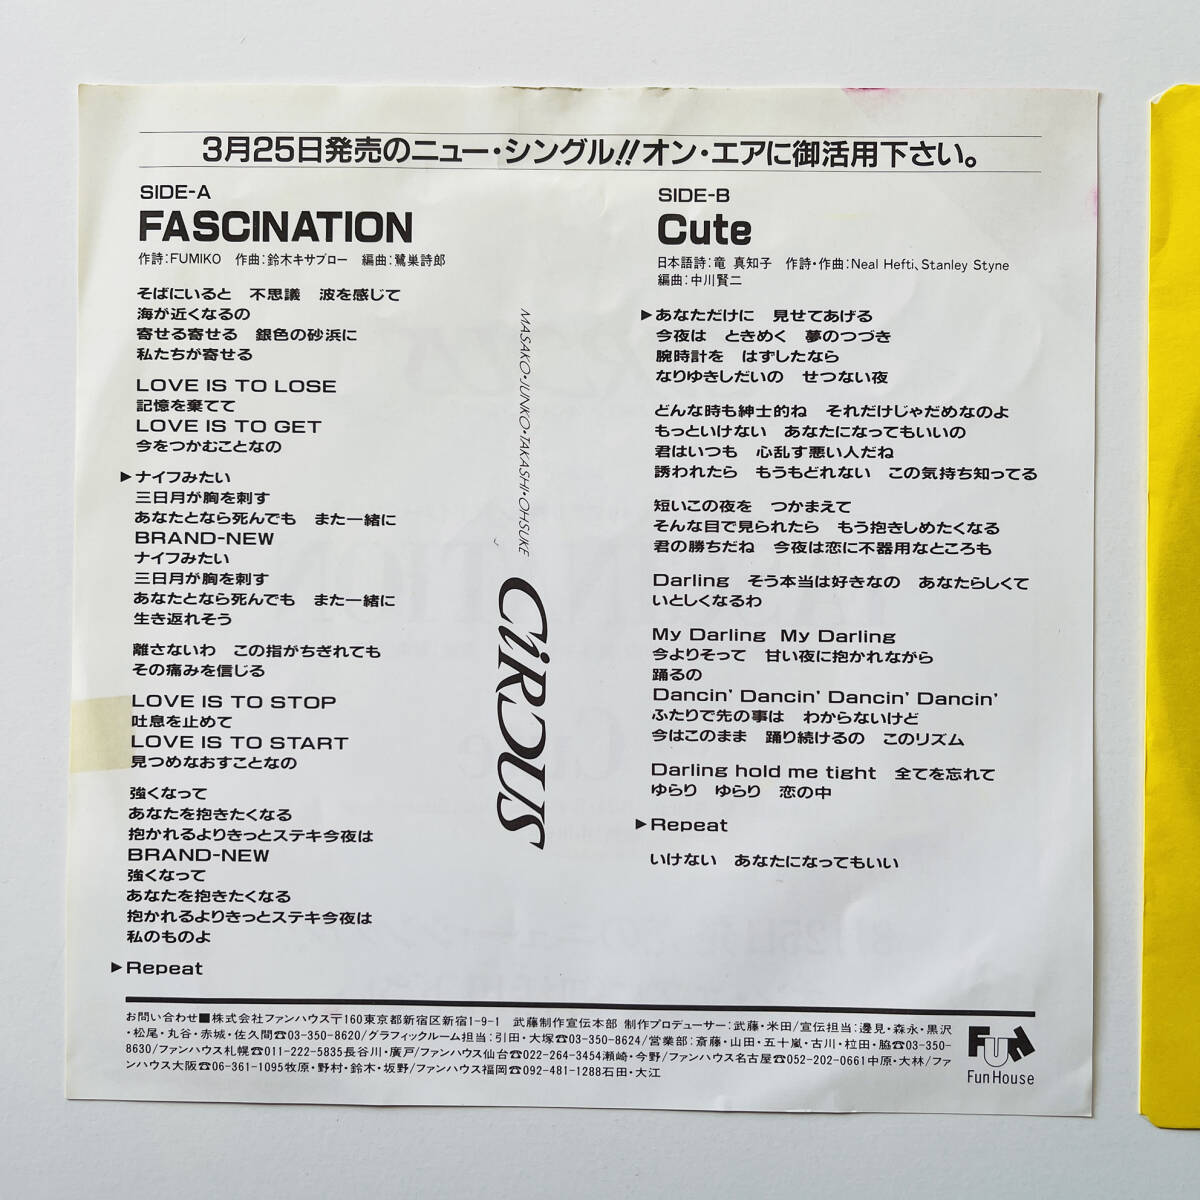 3月25日発売のニュー・シングル!!オン・エアに御活用下さい。
SIDE-A
FASCINATION
作詩:FUMIKO 作曲:鈴木キサブロー 編曲:鷺巣詩郎
そばにいると 不思議 波を感じて
海が近くなるの
寄せる寄せる 銀色の砂浜に
私たちが寄せる
LOVE IS TO LOSE
記憶を棄てて
LOVE IS TO GET
今をつかむことなの
▶ナイフみたい
三日月が胸を刺す
あなたとなら死んでも また一緒に
BRAND-NEW
ナイフみたい
三日月が胸を刺す
あなたとなら死んでも また一緒に
生き返れそう
離さないわ この指がちぎれても
その痛みを信じる
LOVE IS TO STOP
吐息を止めて
LOVE IS TO START
見つめなおすことなの
強くなって
あなたを抱きたくなる
抱かれるよりきっとステキ今夜は
BRAND-NEW
強くなって
あなたを抱きたくなる
抱かれるよりきっとステキ今夜は
私のものよ
▶Repeat
MASAKO・JUNKO・TAKASHI・OHSUKE
CiRCUS
SIDE-B
Cute
日本語詩:竜 真知子 作詩・作曲:Neal Hefti、Stanley Styne
編曲:中川賢二
▶あなただけに 見せてあげる
今夜は ときめく 夢のつづき
腕時計を はずしたなら
なりゆきしだいの せつない夜
どんな時も紳士的ね それだけじゃだめなのよ
もっといけない あなたになってもいいの
君はいつも 心乱す悪い人だね
誘われたら もうもどれない この気持ち知ってる
短いこの夜を つかまえて
そんな目で見られたら もう抱きしめたくなる
君の勝ちだね 今夜は恋に不器用なところも
Darling そう本当は好きなの あなたらしくて
いとしくなるわ
My Darling My Darling
今よりそって 甘い夜に抱かれながら
踊るの
Dancin' Dancin' Dancin' Dancin'
ふたりで先の事は わからないけど
今はこのまま 踊り続けるの このリズム
Darling hold me tight 全てを忘れて
ゆらり ゆらり 恋の中
▶Repeat
いけない あなたになってもいい
お問い合わせ■株式会社ファンハウス〒160東京都新宿区新宿1-9-1 武藤制作宣伝本部 制作プロデューサー:武藤・米田/宣伝担当:邊見・森永・黒沢
・松尾・丸谷・赤城・佐久間☎03-350-8620/グラフィックルーム担当:引田・大塚☎03-350-8624/営業部:斎藤・山田・五十嵐・古川・柆田・脇☎03-350-
8630/ファンハウス札幌☎011-222-5835長谷川・廣戸/ファンハウス仙台☎022-264-3454瀬崎・今野/ファンハウス名古屋☎052-202-0661中原・大林/ファ
ンハウス大阪☎06-361-1095牧原・野村・鈴木・坂野/ファンハウス福岡☎092-481-1288石田・大江
FUN
Fun House